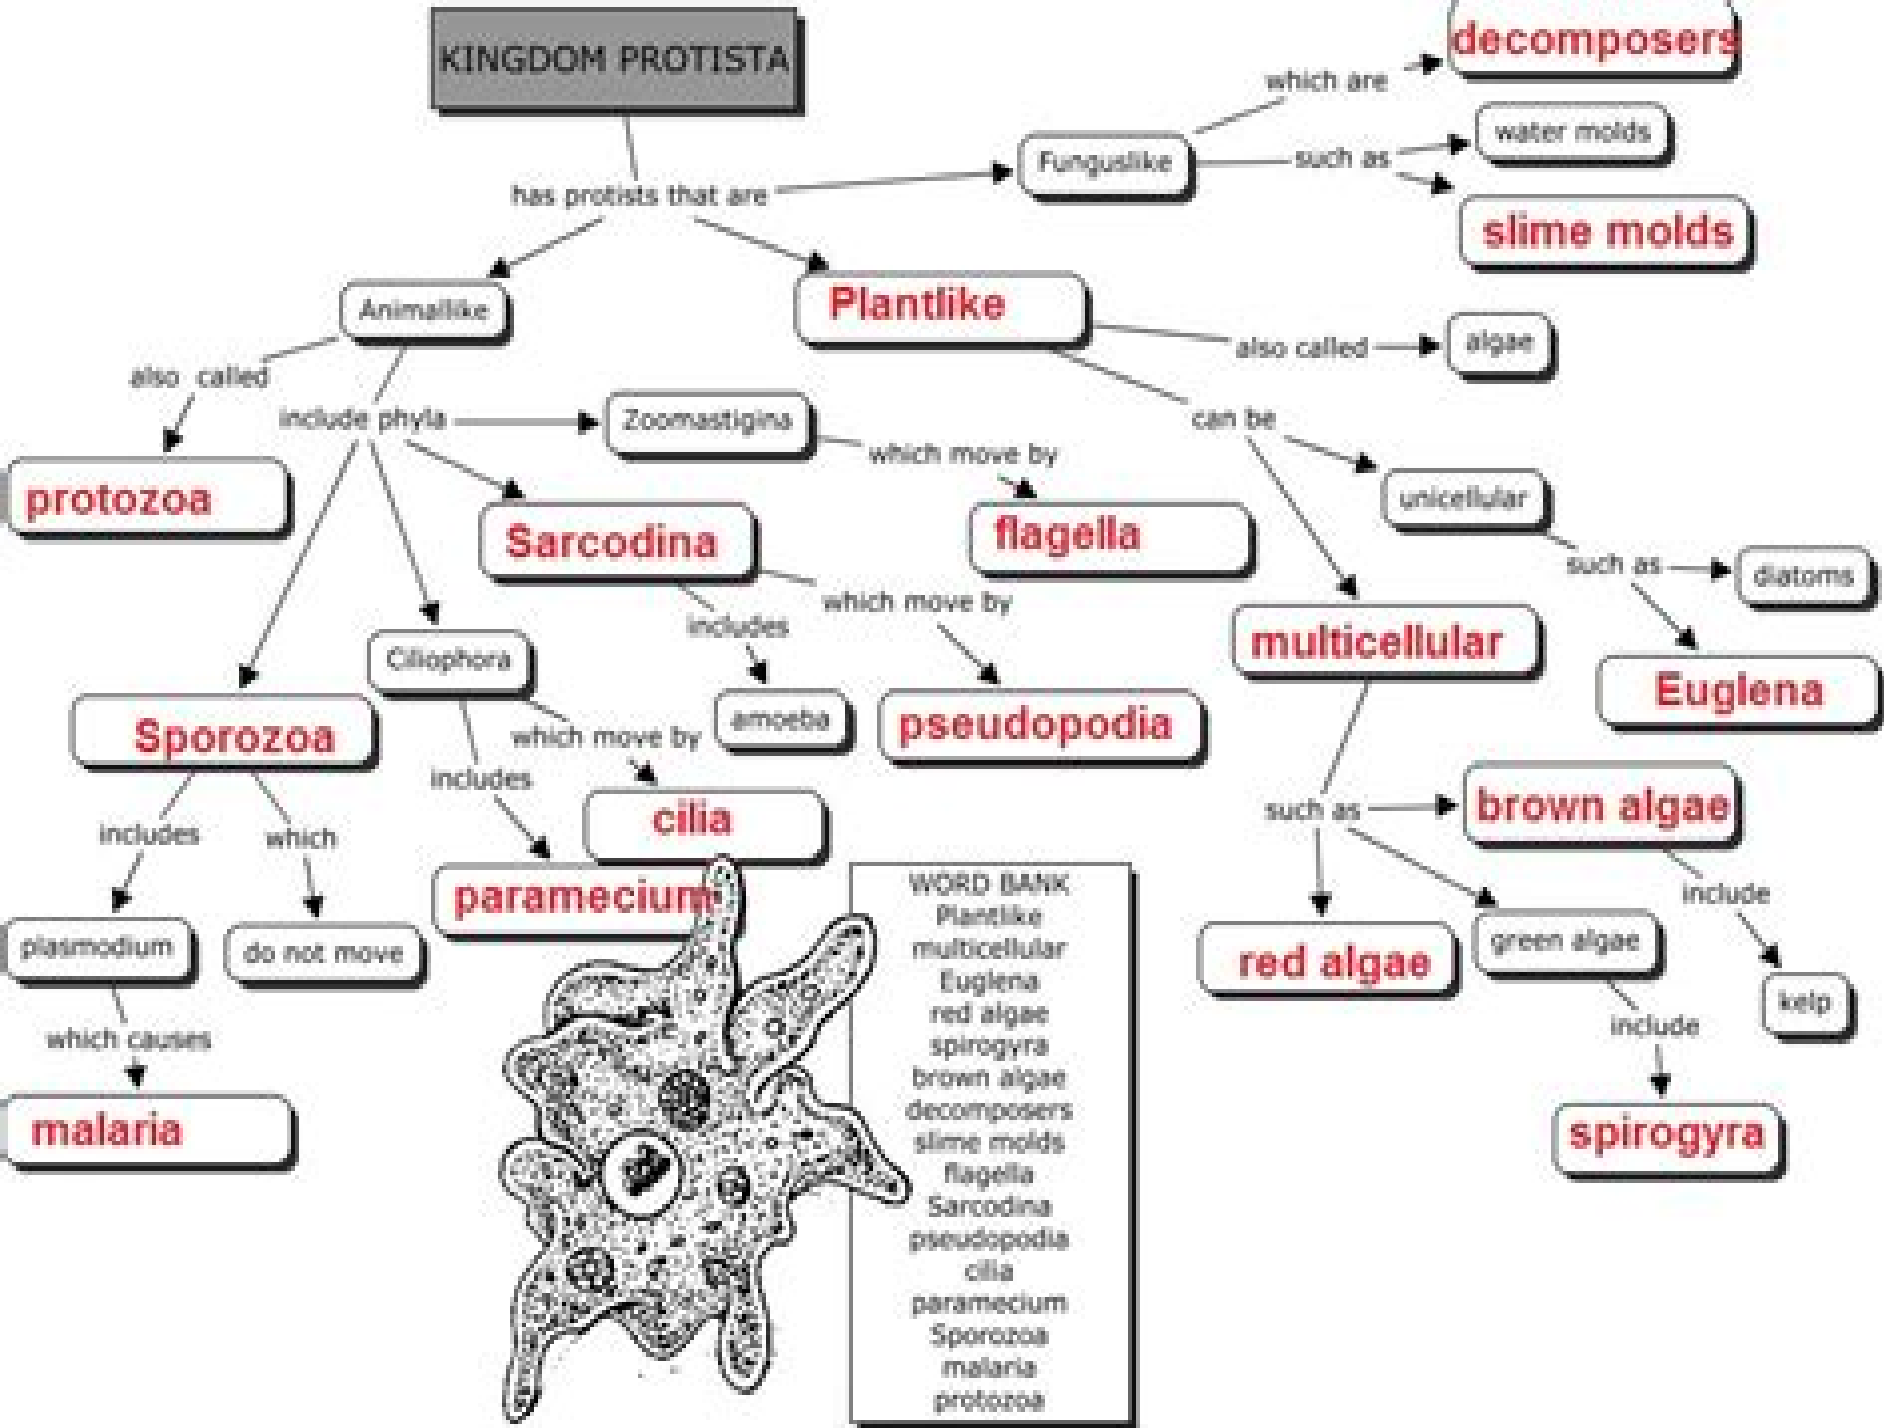 KINGDOM PROTISTA
decomposers
which are
water molds
Funguslike
such as
has protists that are
slime molds
Animallike
Plantlike
also called
algae
also called
include phyla
Zoomastigina
can be
which move by
unicellular
protozoa
Sarcodina
flagella
such as
diatoms
which move by
includes
multicellular
Ciliophora
Euglena
Sporozoa
amoeba
pseudopodia
which move by
includes
cilia
such as
brown algae
includes
which
paramecium
include
plasmodium
do not move
red algae
green algae
kelp
which causes
include
malaria
spirogyra
WORD BANK
Plantlike
multicellular
Euglena
red algae
spirogyra
brown algae
decomposers
slime molds
flagella
Sarcodina
pseudopodia
cilia
paramecium
Sporozoa
malaria
protozoa